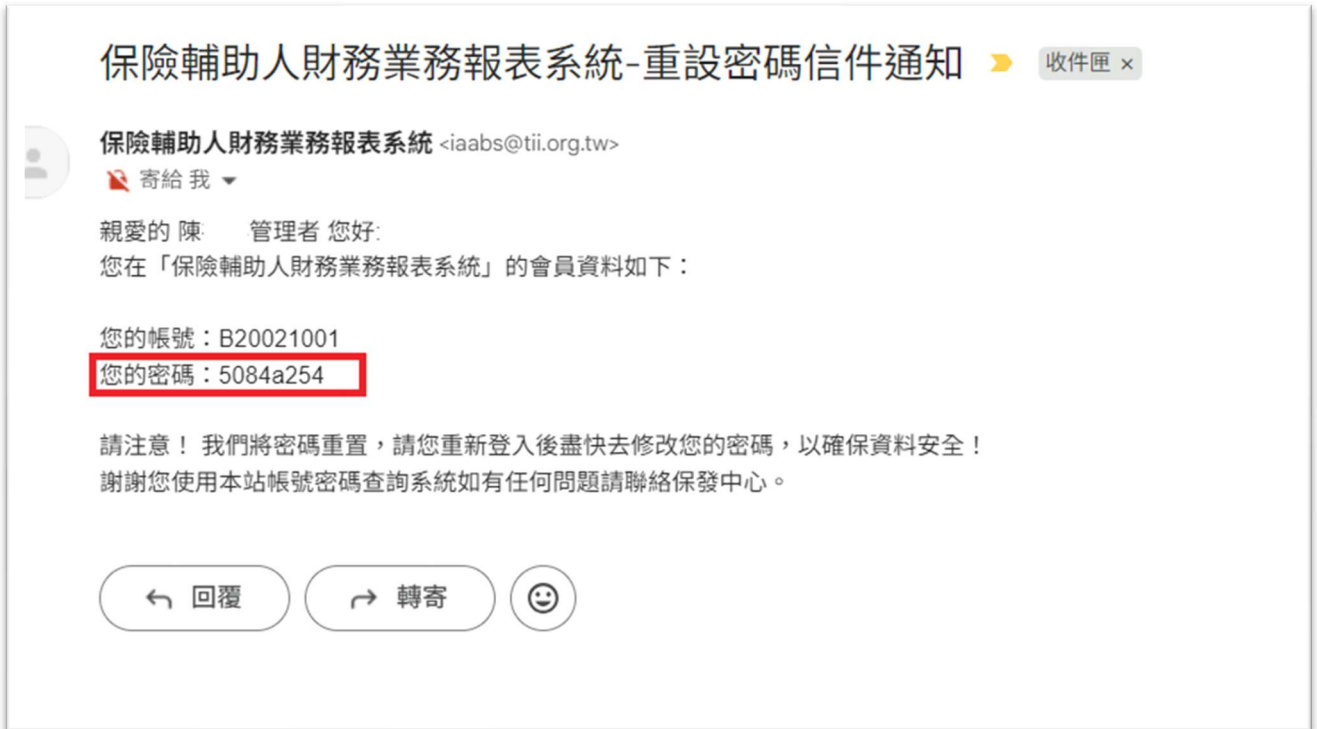 保險輔助人財務業務報表系統-重設密碼信件通知 收件匣 ×
保險輔助人財務業務報表系統 <iaabs@tii.org.tw>
寄給 我
親愛的 陳 管理者 您好:
您在「保險輔助人財務業務報表系統」的會員資料如下：
您的帳號：B20021001
您的密碼：5084a254
請注意！ 我們將密碼重置，請您重新登入後盡快去修改您的密碼，以確保資料安全！
謝謝您使用本站帳號密碼查詢系統如有任何問題請聯絡保發中心。
回覆 轉寄